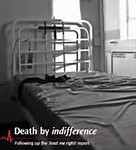 Death by indifference
Following up the Treat me right! report